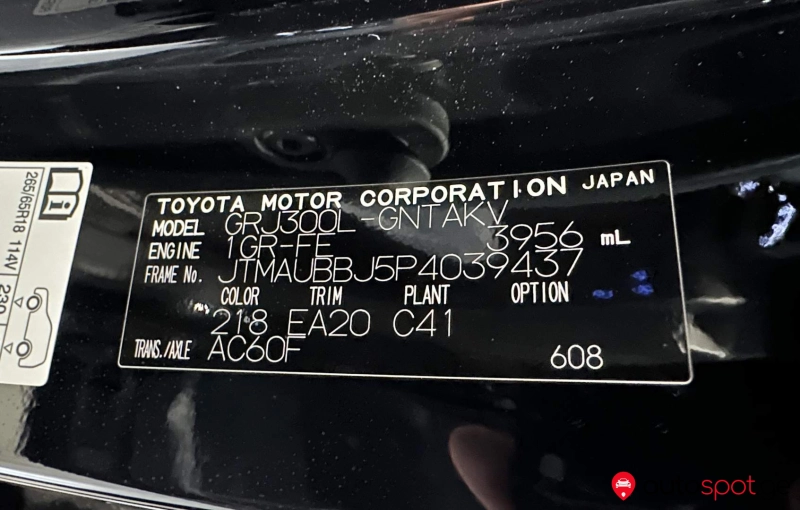 265/65R18 114V 230
TOYOTA MOTOR CORPORATION JAPAN
MODEL GRJ300L-GNTAKV
ENGINE 1GR-FE 3956 mL
FRAME No. JTMAUBBJ5P4039437
COLOR TRIM PLANT OPTION
218 EA20 C41
TRANS./AXLE AC60F 608
spot